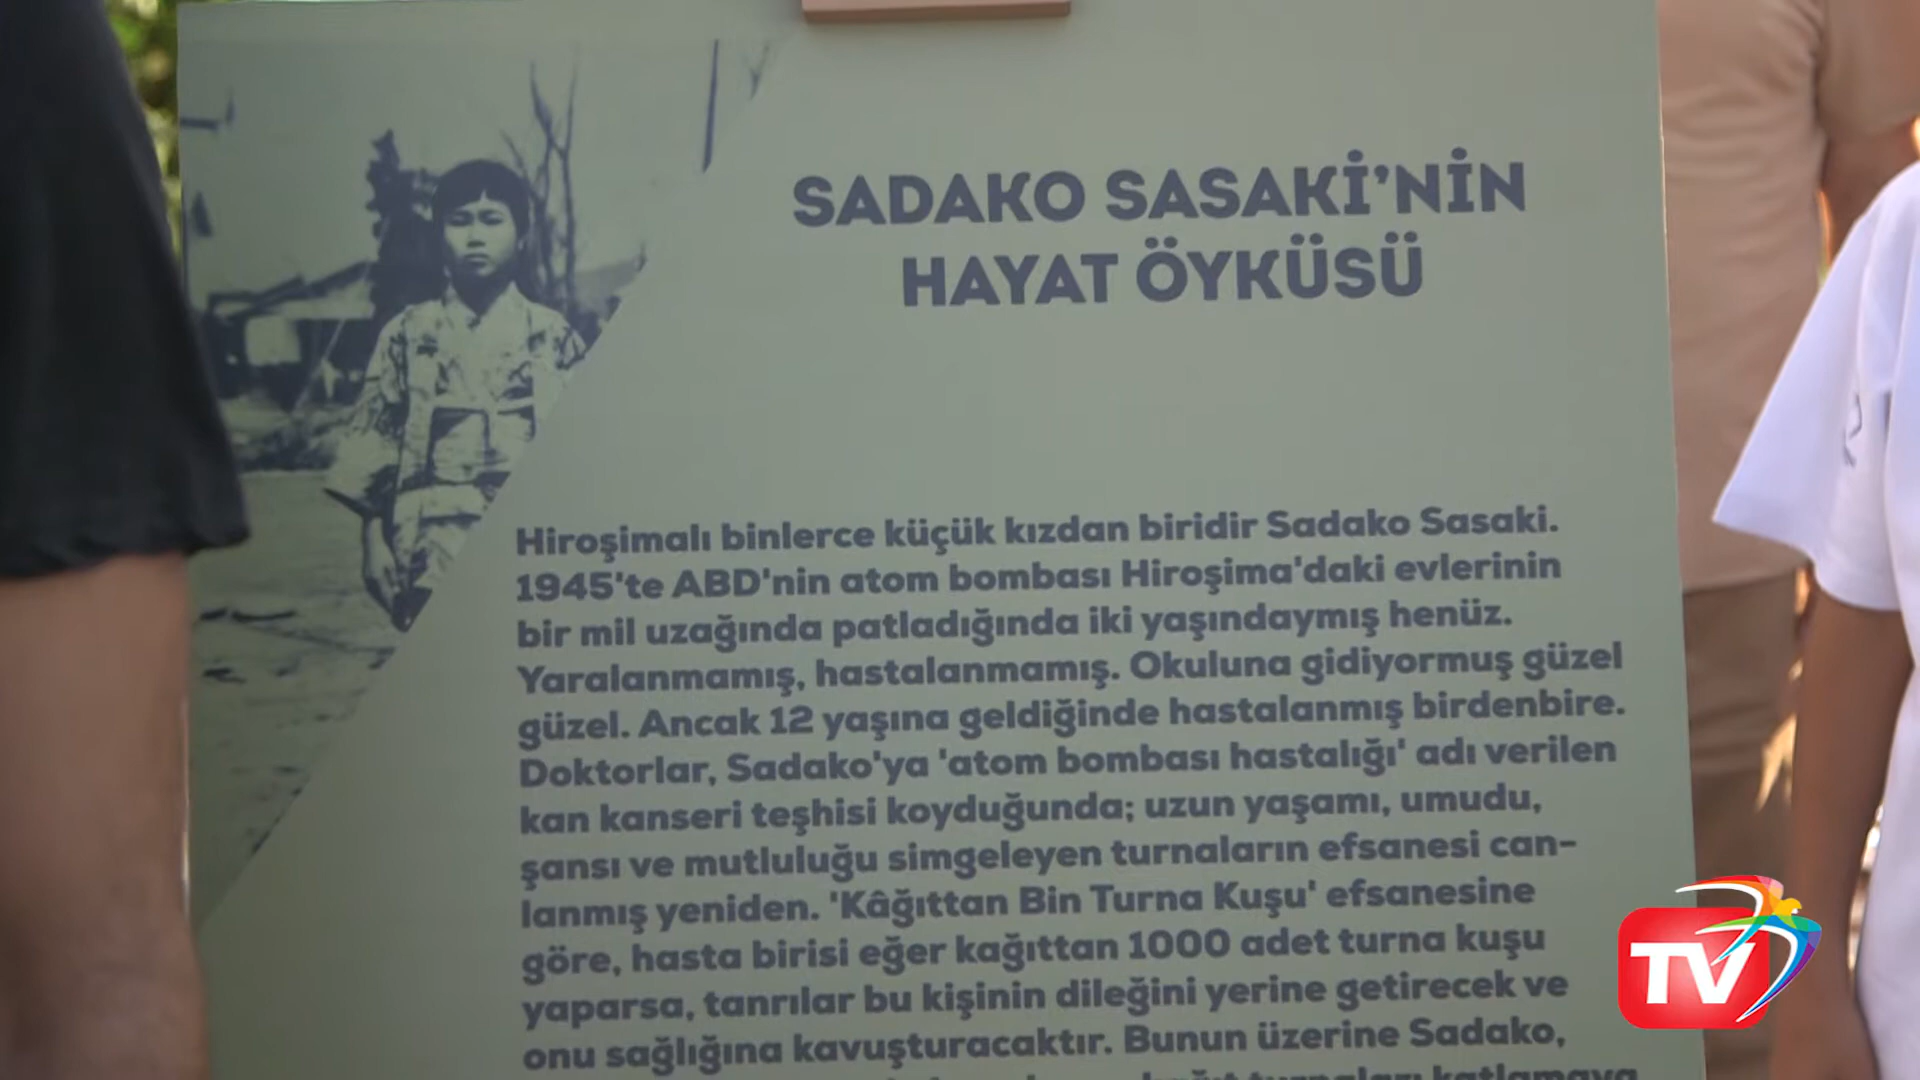 SADAKO SASAKİ'NİN
HAYAT ÖYKÜSÜ
Hiroşimalı binlerce küçük kızdan biridir Sadako Sasaki.
1945'te ABD'nin atom bombası Hiroşima'daki evlerinin
bir mil uzağında patladığında iki yaşındaymış henüz.
Yaralanmamış, hastalanmamış. Okuluna gidiyormuş güzel
güzel. Ancak 12 yaşına geldiğinde hastalanmış birdenbire.
Doktorlar, Sadako'ya 'atom bombası hastalığı' adı verilen
kan kanseri teşhisi koyduğunda; uzun yaşamı, umudu,
şansı ve mutluluğu simgeleyen turnaların efsanesi can-
lanmış yeniden. 'Kâğıttan Bin Turna Kuşu' efsanesine
göre, hasta birisi eğer kağıttan 1000 adet turna kuşu
yaparsa, tanrılar bu kişinin dileğini yerine getirecek ve
onu sağlığına kavuşturacaktır. Bunun üzerine Sadako,
turnaları katlamaya
TV